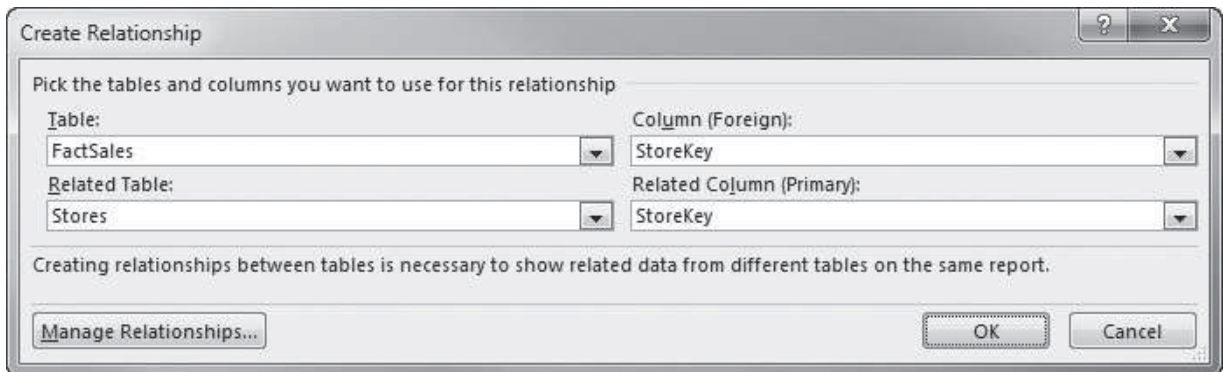 Create Relationship
Pick the tables and columns you want to use for this relationship
Table: Column (Foreign):
FactSales StoreKey
Related Table: Related Column (Primary):
Stores StoreKey
Creating relationships between tables is necessary to show related data from different tables on the same report.
Manage Relationships... OK Cancel